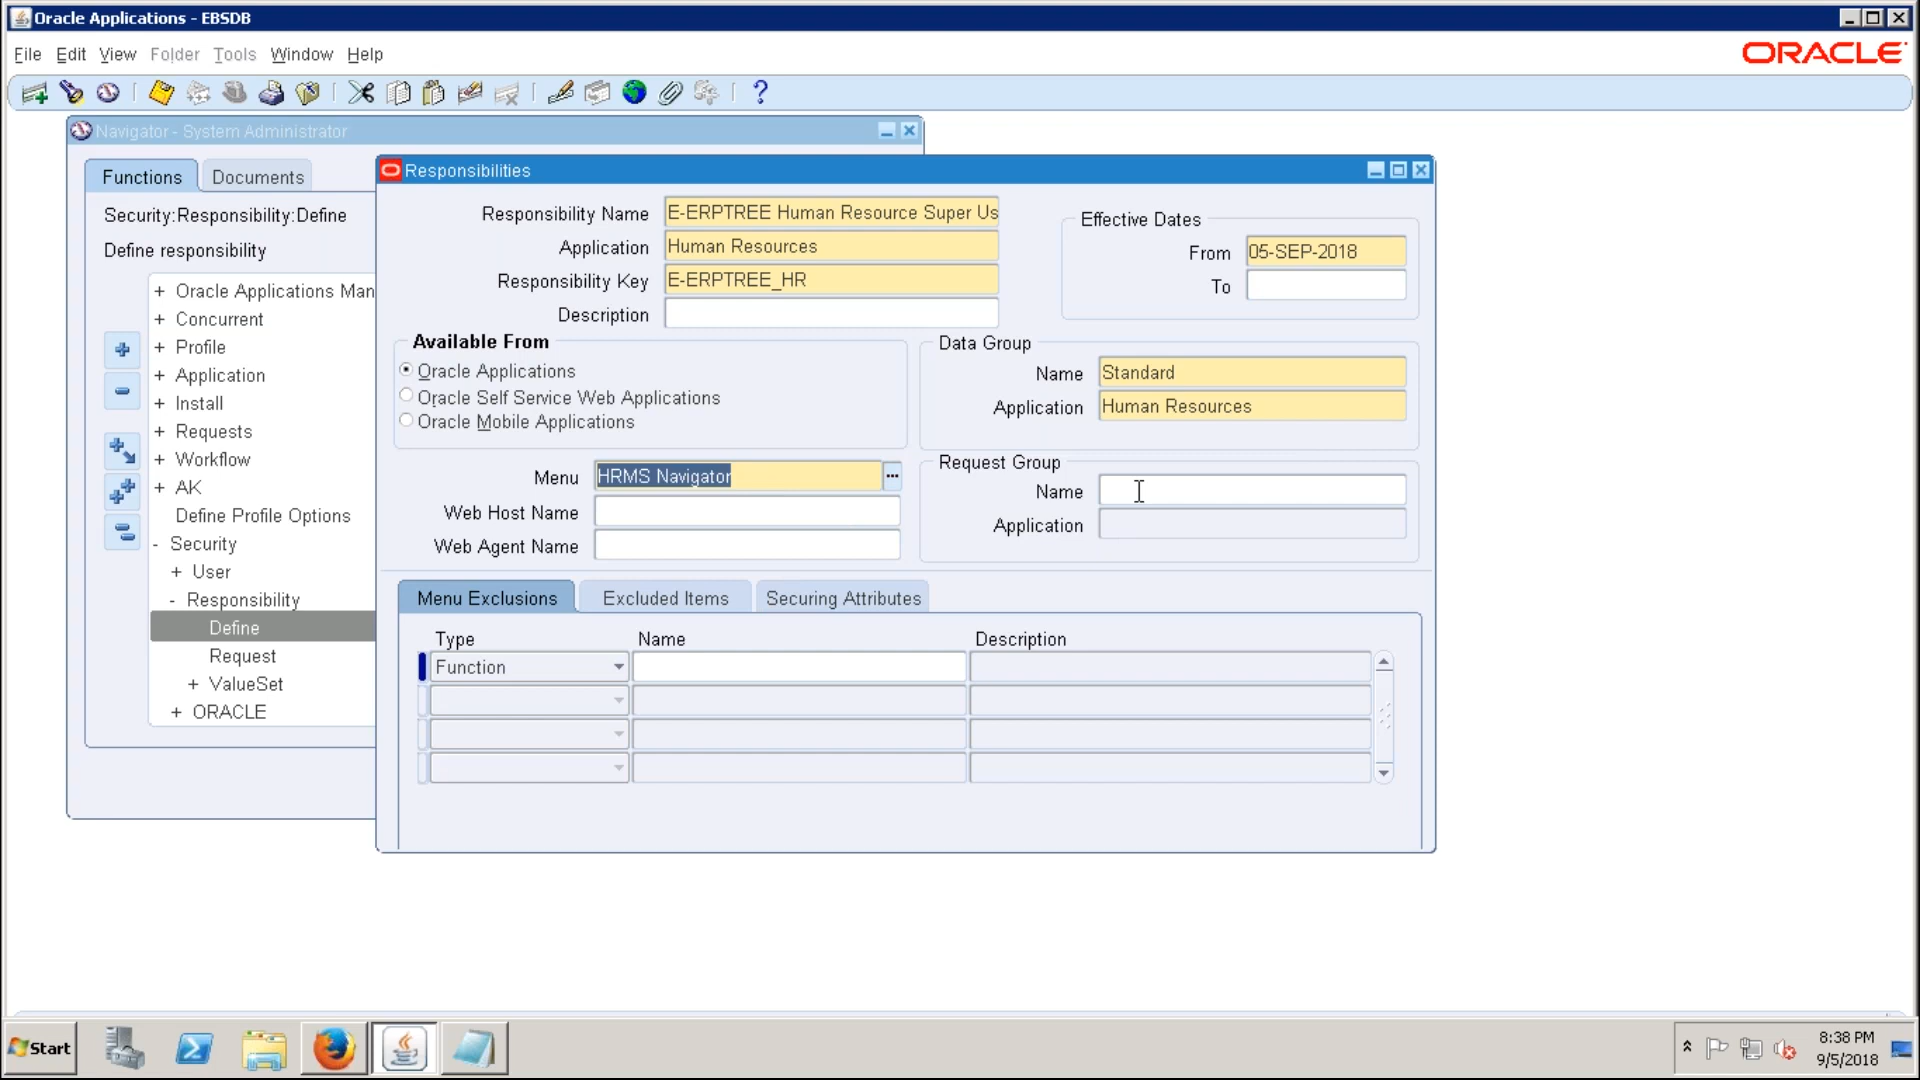 Oracle Applications - EBSDB
File Edit View Folder Tools Window Help
ORACLE
Navigator - System Administrator
Functions Documents
Security:Responsibility:Define
Define responsibility
+ Oracle Applications Man
+ Concurrent
+ Profile
+ Application
+ Install
+ Requests
+ Workflow
+ AK
Define Profile Options
- Security
+ User
- Responsibility
Define
Request
+ ValueSet
+ ORACLE
Responsibilities
Responsibility Name E-ERPTREE Human Resource Super Us
Application Human Resources
Responsibility Key E-ERPTREE_HR
Description
Effective Dates
From 05-SEP-2018
To
Available From
Oracle Applications
Oracle Self Service Web Applications
Oracle Mobile Applications
Data Group
Name Standard
Application Human Resources
Menu HRMS Navigator
Web Host Name
Web Agent Name
Request Group
Name
Application
Menu Exclusions Excluded Items Securing Attributes
Type Name Description
Function
Start
8:38 PM
9/5/2018